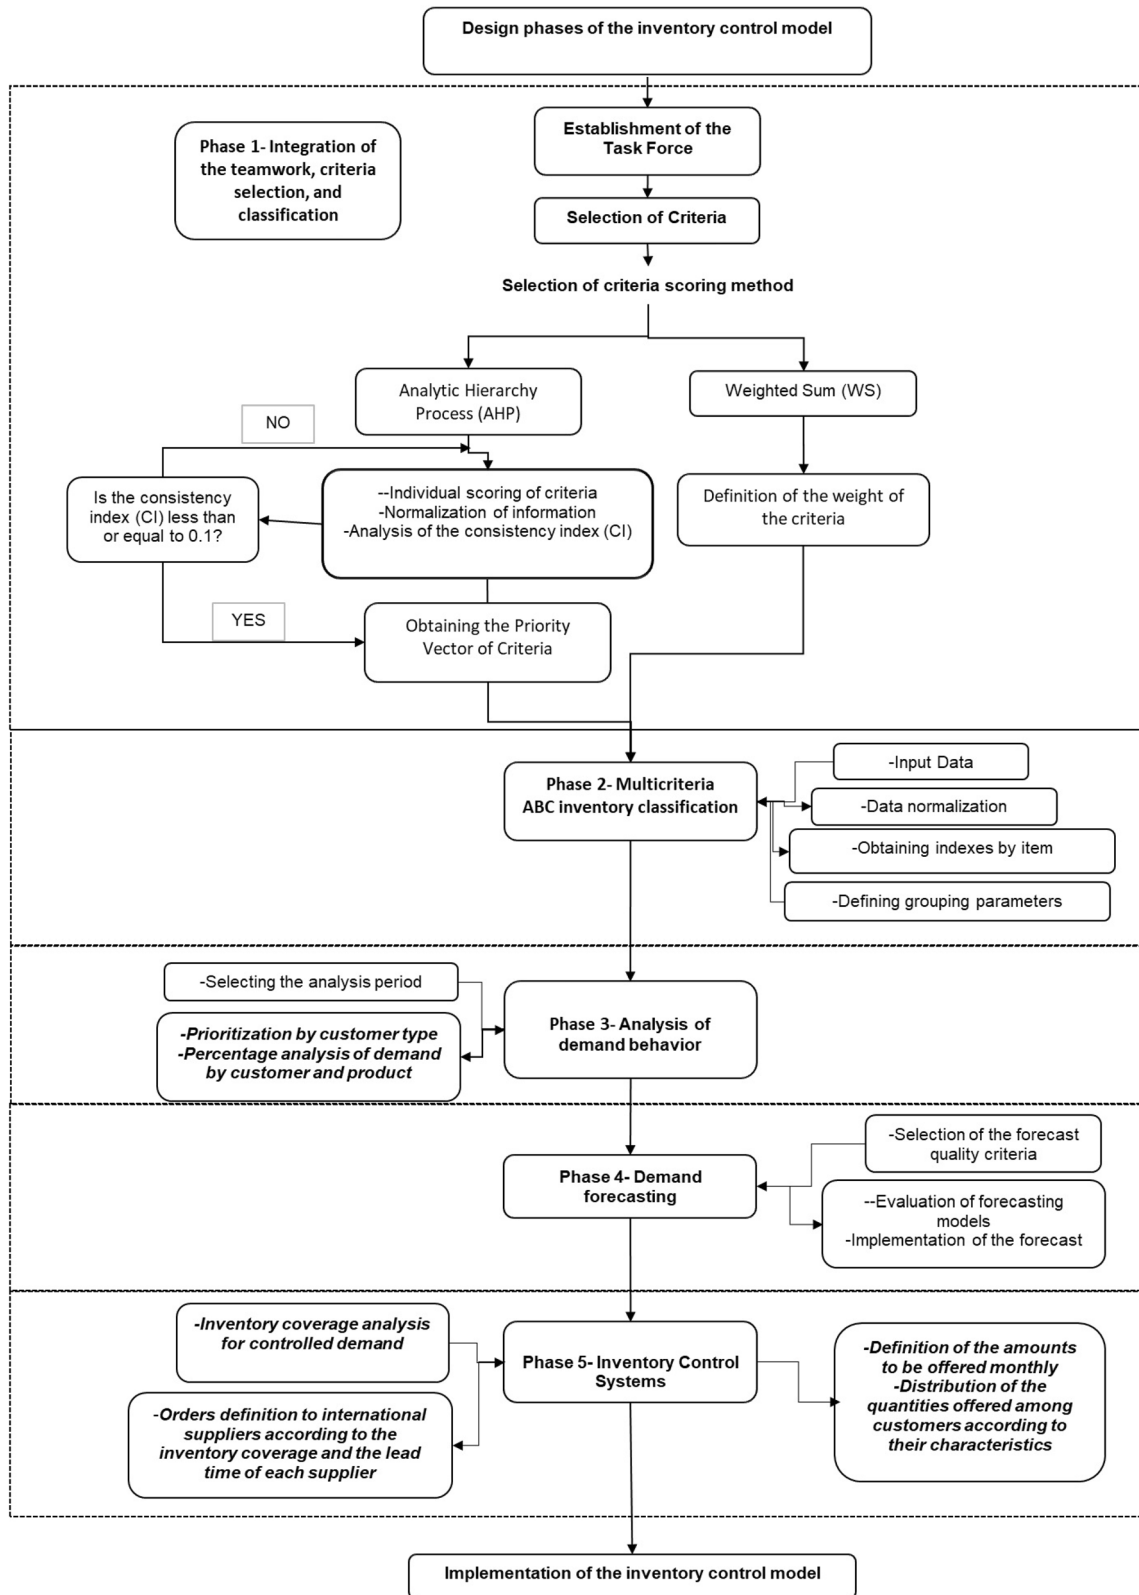 Design phases of the inventory control model
Establishment of the
Task Force
Phase 1- Integration of
the teamwork, criteria
selection, and
classification
Selection of Criteria
Selection of criteria scoring method
Analytic Hierarchy
Process (AHP)
Weighted Sum (WS)
NO
Is the consistency
index (CI) less than
or equal to 0.1?
--Individual scoring of criteria
-Normalization of information
-Analysis of the consistency index (CI)
Definition of the weight of
the criteria
YES
Obtaining the Priority
Vector of Criteria
Phase 2- Multicriteria
ABC inventory classification
-Input Data
-Data normalization
-Obtaining indexes by item
-Defining grouping parameters
-Selecting the analysis period
-Prioritization by customer type
-Percentage analysis of demand
by customer and product
Phase 3- Analysis of
demand behavior
Phase 4- Demand
forecasting
-Selection of the forecast
quality criteria
--Evaluation of forecasting
models
-Implementation of the forecast
-Inventory coverage analysis
for controlled demand
-Orders definition to international
suppliers according to the
inventory coverage and the lead
time of each supplier
Phase 5- Inventory Control
Systems
-Definition of the amounts
to be offered monthly
-Distribution of the
quantities offered among
customers according to
their characteristics
Implementation of the inventory control model